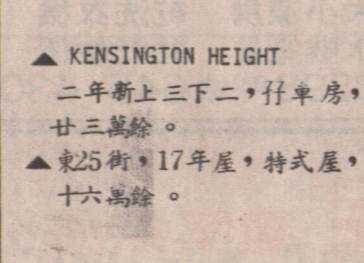 ▲ KENSINGTON HEIGHT
二年新上三下二，孖車房，
廿三萬餘。
▲東25街，17年屋，特式屋，
十六萬餘。